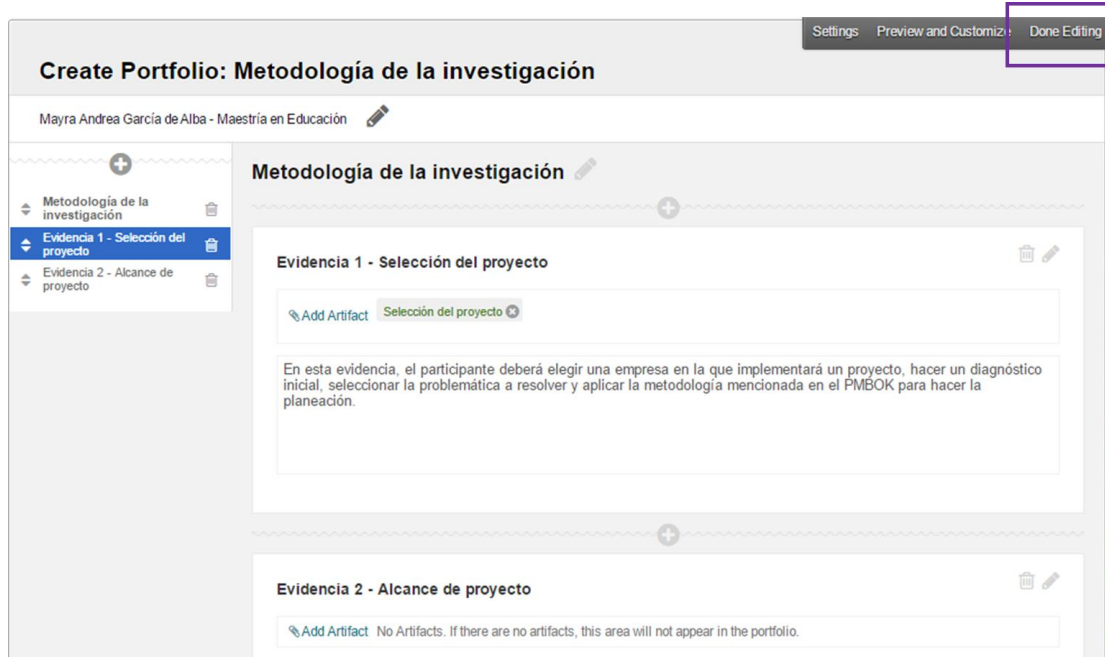 Settings Preview and Customize Done Editing
Create Portfolio: Metodología de la investigación
Mayra Andrea García de Alba - Maestría en Educación
Metodología de la
investigación
Evidencia 1 - Selección del
proyecto
Evidencia 2 - Alcance de
proyecto
Metodología de la investigación
Evidencia 1 - Selección del proyecto
Add Artifact Selección del proyecto
En esta evidencia, el participante deberá elegir una empresa en la que implementará un proyecto, hacer un diagnóstico
inicial, seleccionar la problemática a resolver y aplicar la metodología mencionada en el PMBOK para hacer la
planeación.
Evidencia 2 - Alcance de proyecto
Add Artifact No Artifacts. If there are no artifacts, this area will not appear in the portfolio.